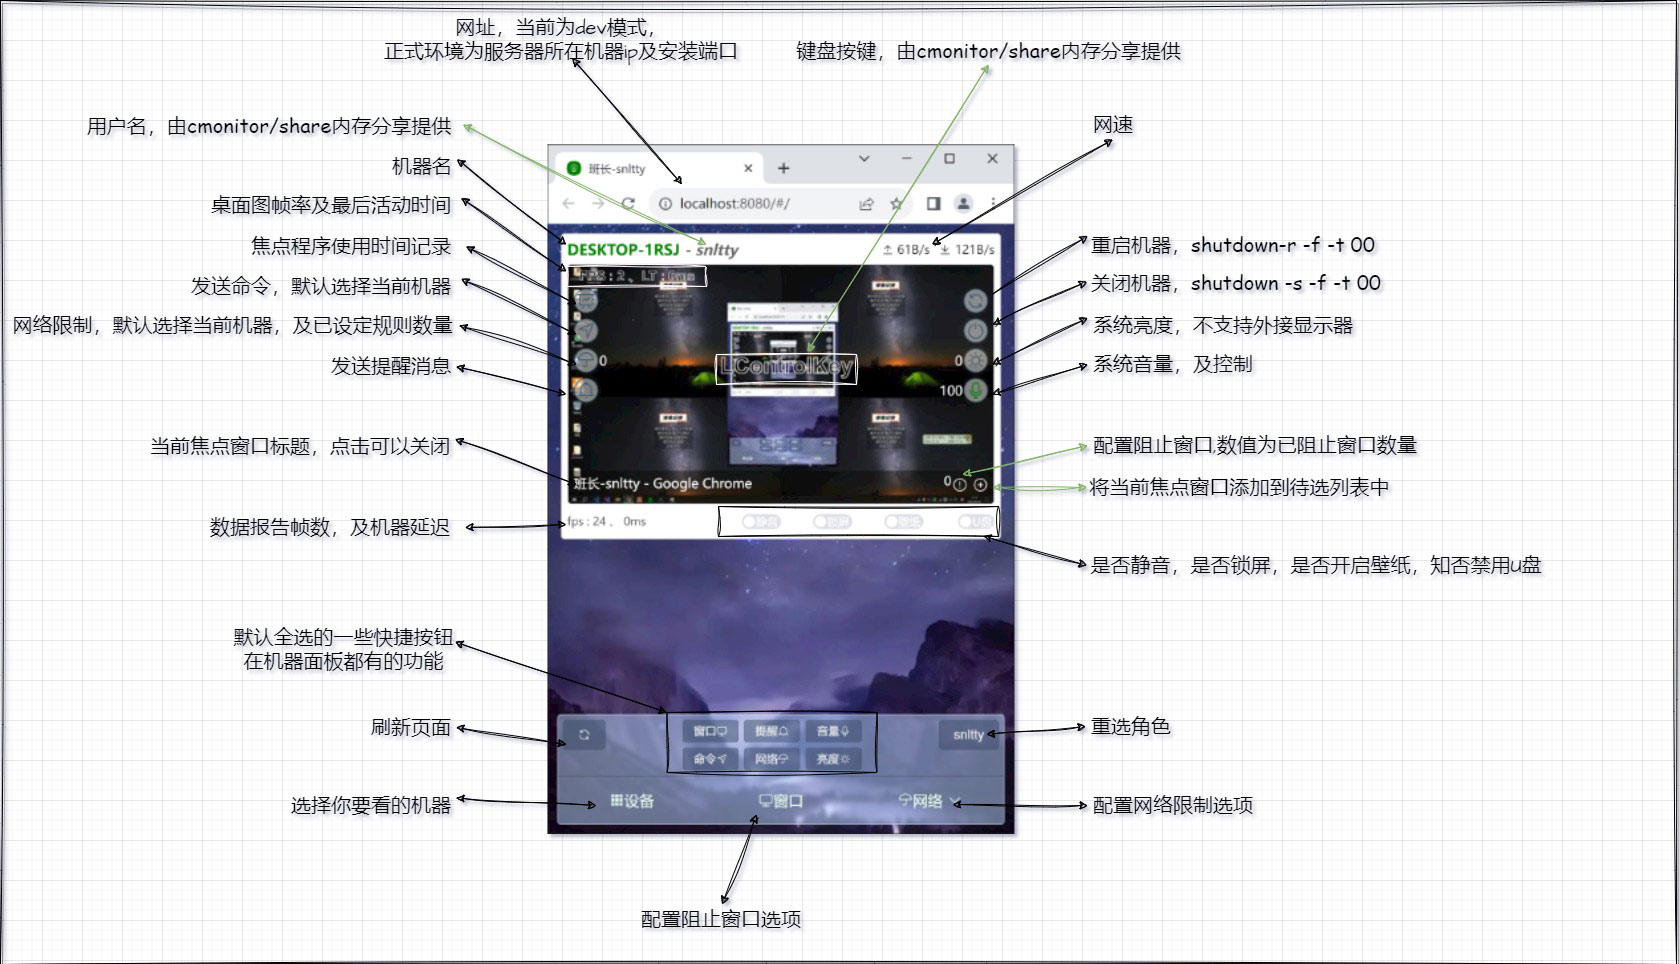 网址，当前为dev模式，
正式环境为服务器所在机器ip及安装端口
键盘按键，由cmonitor/share内存分享提供
用户名，由cmonitor/share内存分享提供
网速
机器名
桌面图帧率及最后活动时间
焦点程序使用时间记录
发送命令，默认选择当前机器
网络限制，默认选择当前机器，及已设定规则数量
发送提醒消息
当前焦点窗口标题，点击可以关闭
数据报告帧数，及机器延迟
默认全选的一些快捷按钮
在机器面板都有的功能
刷新页面
选择你要看的机器
班长-snltty
localhost:8080/#/
DESKTOP-1RSJ - snltty
61B/s
121B/s
0
LControlKey
0
100
班长-snltty - Google Chrome
0
fps : 24 、 0ms
窗口
提醒
音量
命令
网络
亮度
snltty
设备
窗口
网络
重启机器，shutdown-r -f -t 00
关闭机器，shutdown -s -f -t 00
系统亮度，不支持外接显示器
系统音量，及控制
配置阻止窗口,数值为已阻止窗口数量
将当前焦点窗口添加到待选列表中
是否静音，是否锁屏，是否开启壁纸，知否禁用u盘
重选角色
配置网络限制选项
配置阻止窗口选项